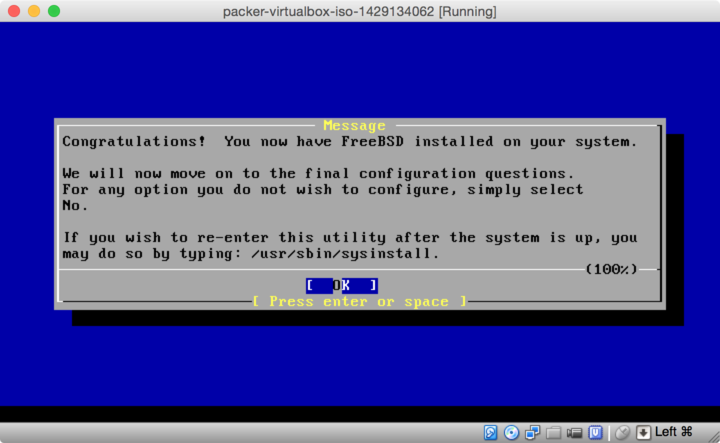 packer-virtualbox-iso-1429134062 [Running]
Message
Congratulations!  You now have FreeBSD installed on your system.
We will now move on to the final configuration questions.
For any option you do not wish to configure, simply select
No.
If you wish to re-enter this utility after the system is up, you
may do so by typing: /usr/sbin/sysinstall.
(100%)
[  OK  ]
[ Press enter or space ]
Left ⌘